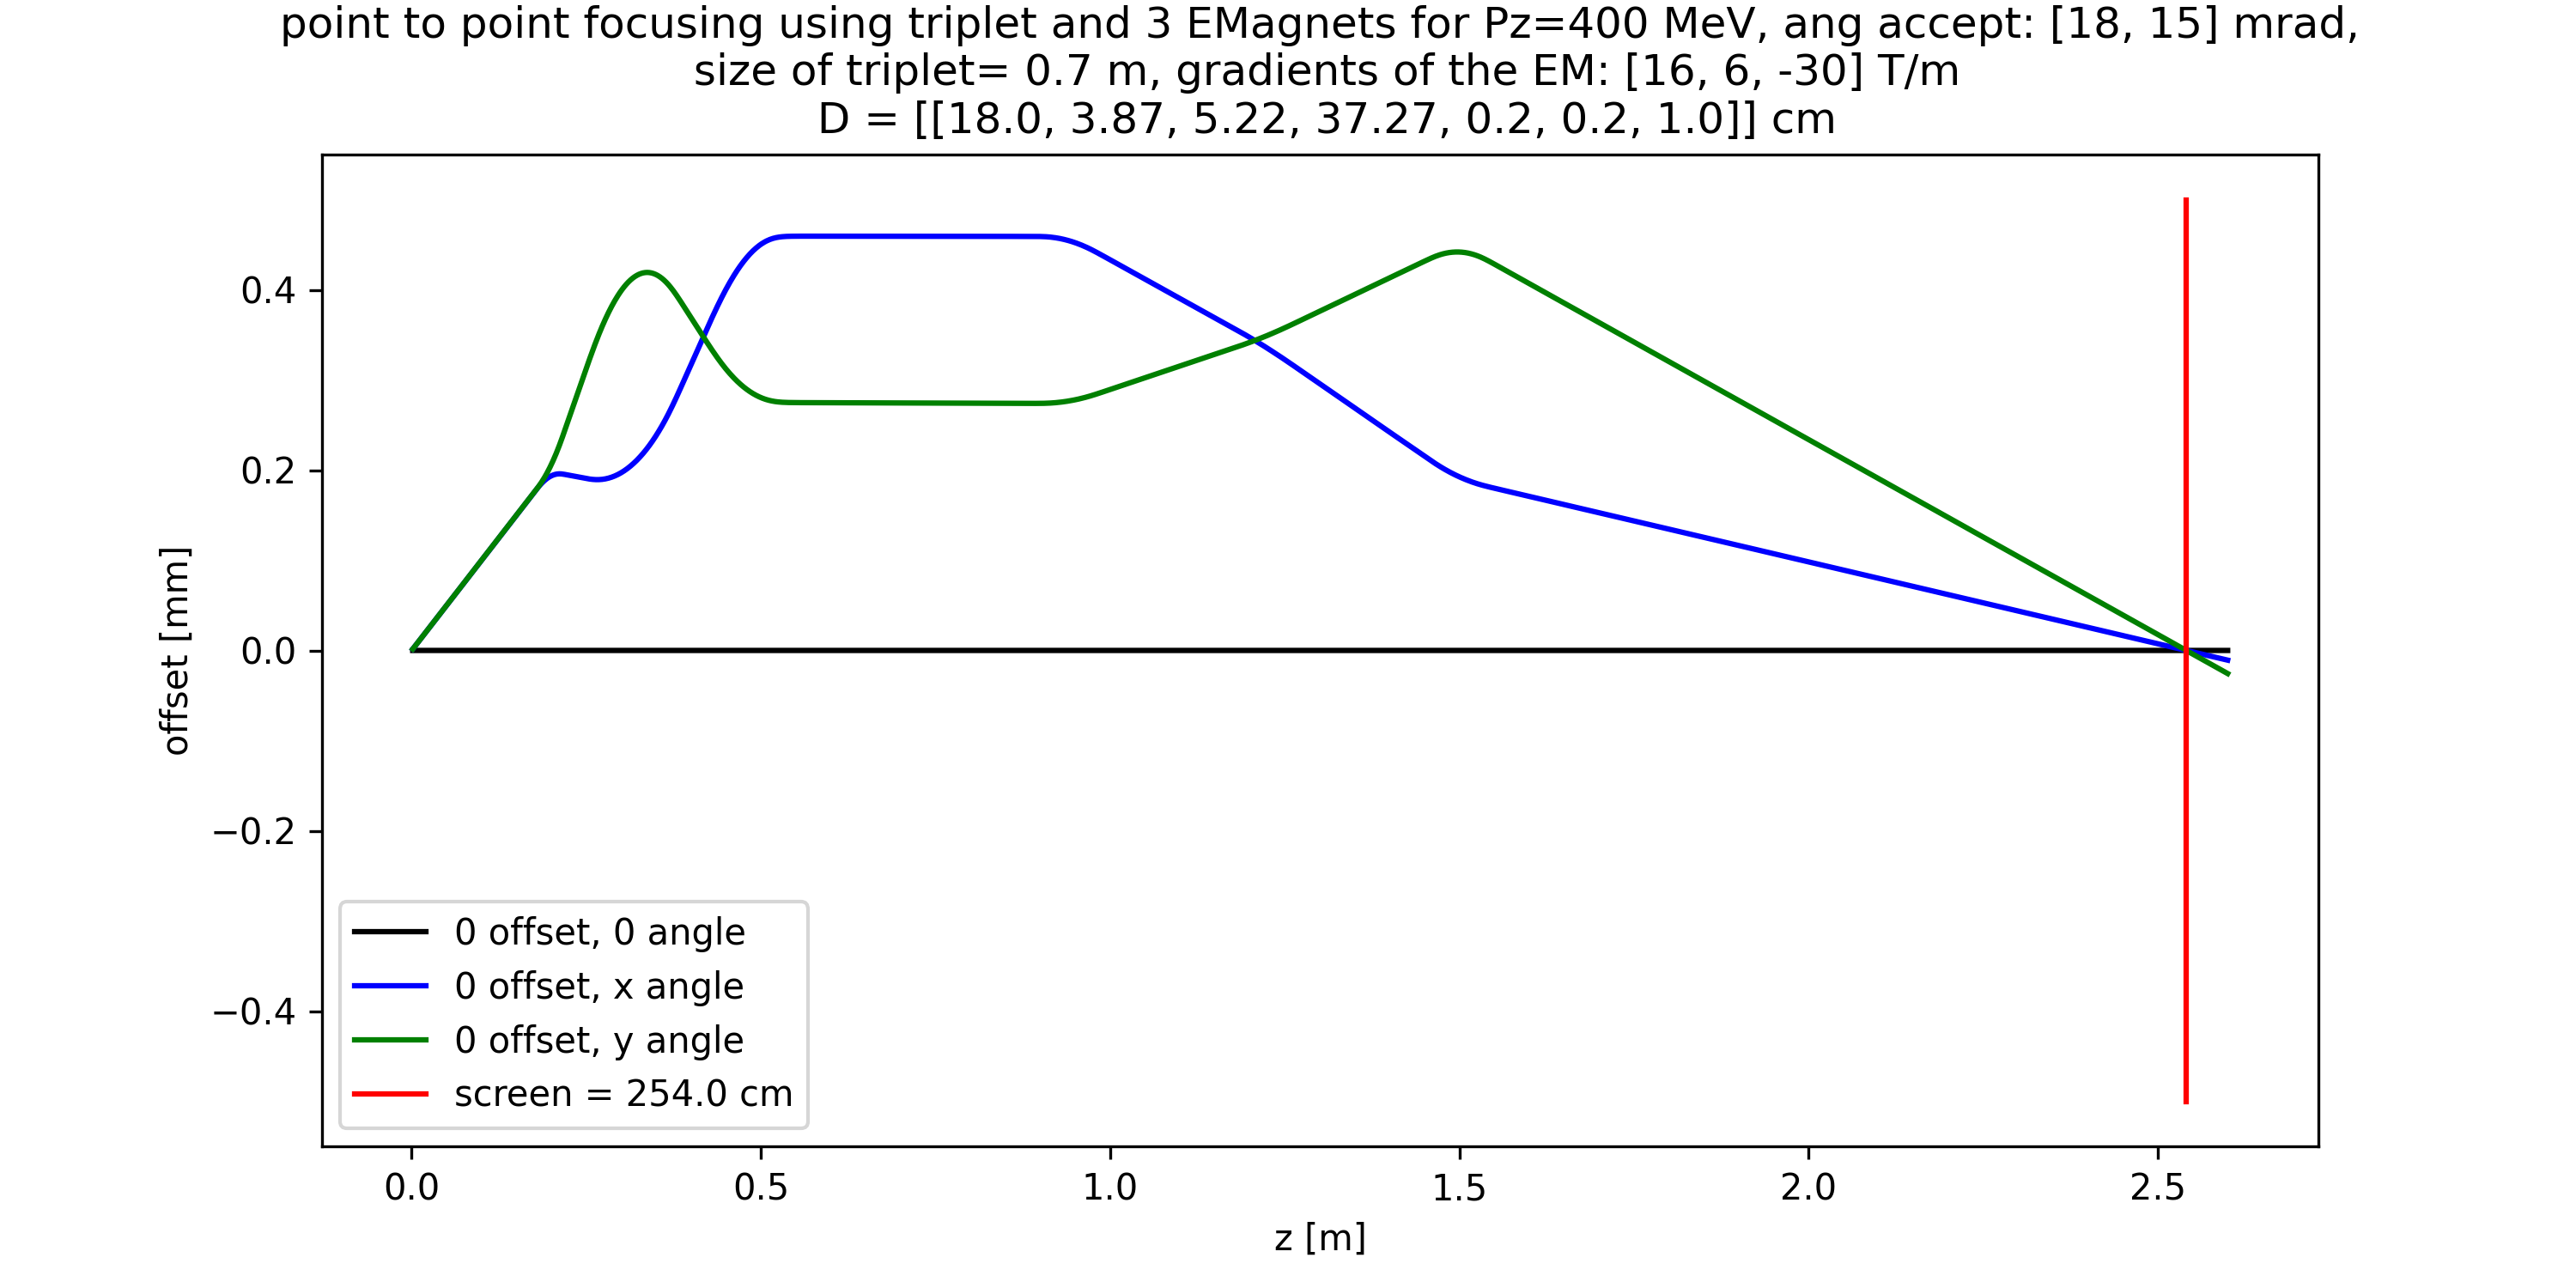 point to point focusing using triplet and 3 EMagnets for Pz=400 MeV, ang accept: [18, 15] mrad,
size of triplet= 0.7 m, gradients of the EM: [16, 6, -30] T/m
D = [[18.0, 3.87, 5.22, 37.27, 0.2, 0.2, 1.0]] cm
offset [mm]
0.4
0.2
0.0
−0.2
−0.4
0 offset, 0 angle
0 offset, x angle
0 offset, y angle
screen = 254.0 cm
0.0 0.5 1.0 1.5 2.0 2.5
z [m]